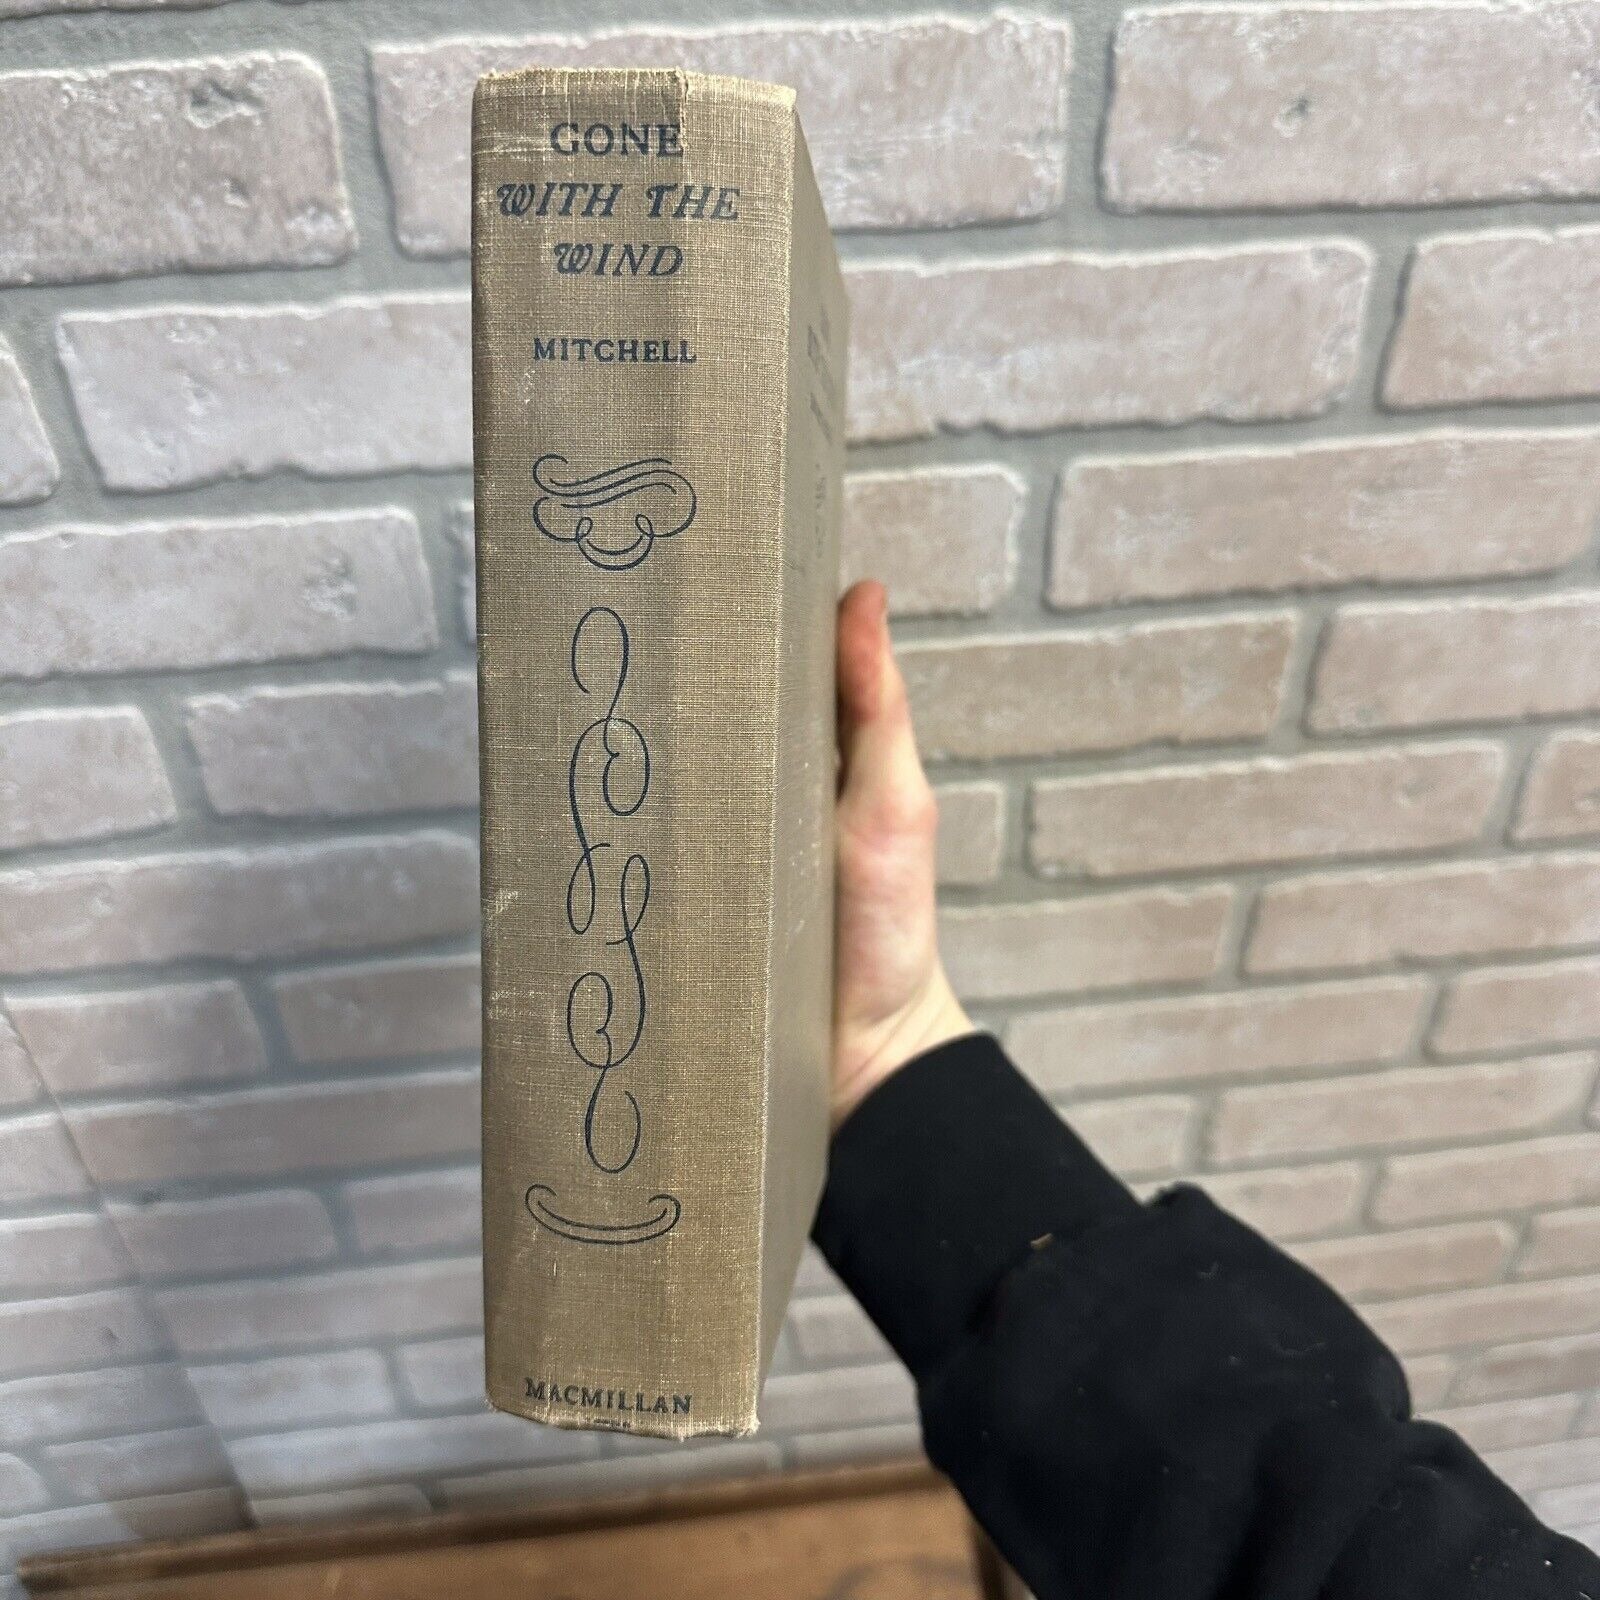 GONE
WITH THE
WIND
MITCHELL
MACMILLAN